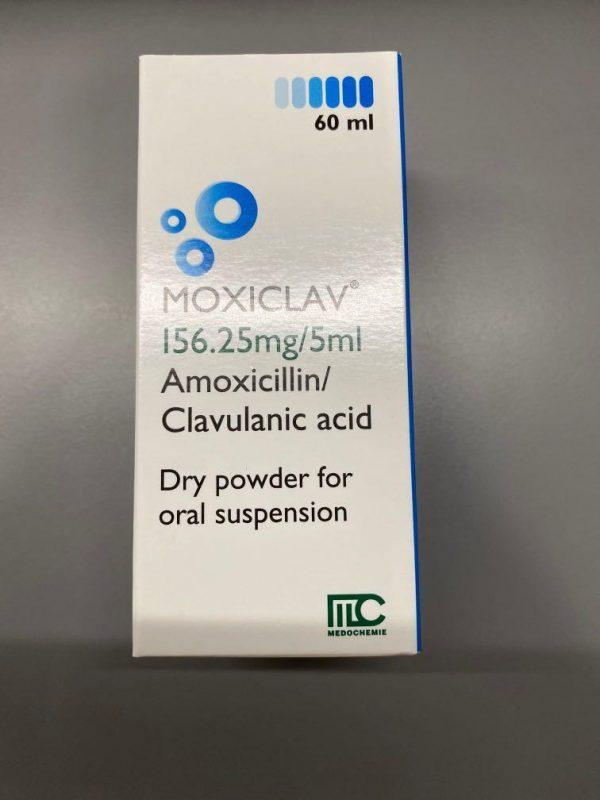 60 ml
MOXICLAV®
156.25mg/5ml
Amoxicillin/
Clavulanic acid
Dry powder for
oral suspension
MC
MEDOCHEMIE